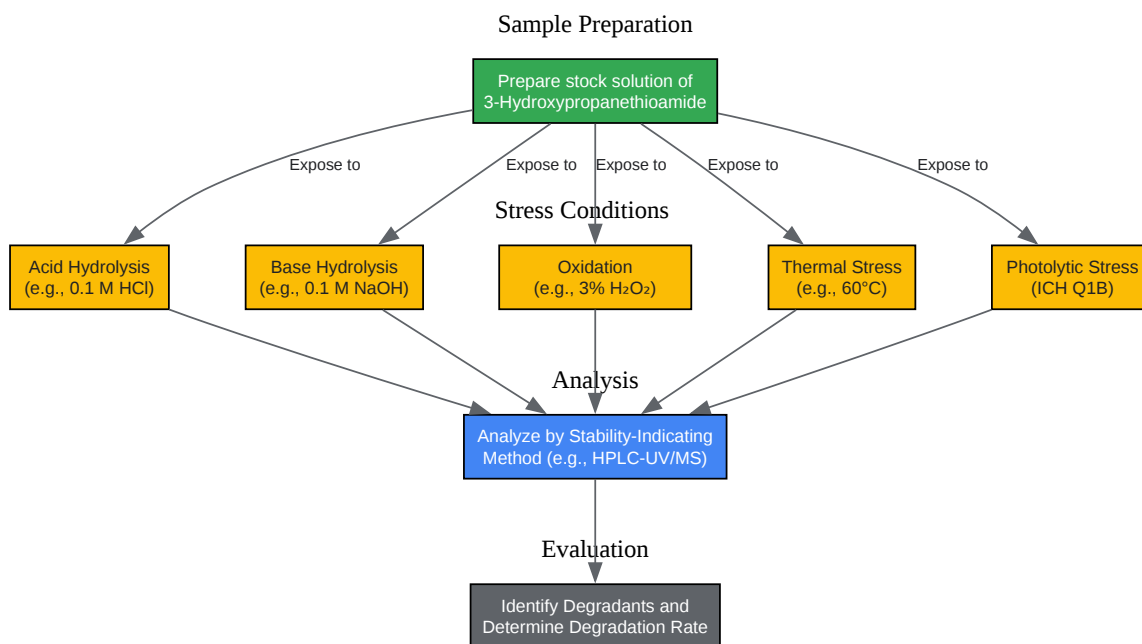 Sample Preparation
Prepare stock solution of
3-Hydroxypropanethioamide
Expose to
Expose to
Expose to
Expose to
Expose to
Stress Conditions
Acid Hydrolysis
(e.g., 0.1 M HCl)
Base Hydrolysis
(e.g., 0.1 M NaOH)
Oxidation
(e.g., 3% H₂O₂)
Thermal Stress
(e.g., 60°C)
Photolytic Stress
(ICH Q1B)
Analysis
Analyze by Stability-Indicating
Method (e.g., HPLC-UV/MS)
Evaluation
Identify Degradants and
Determine Degradation Rate